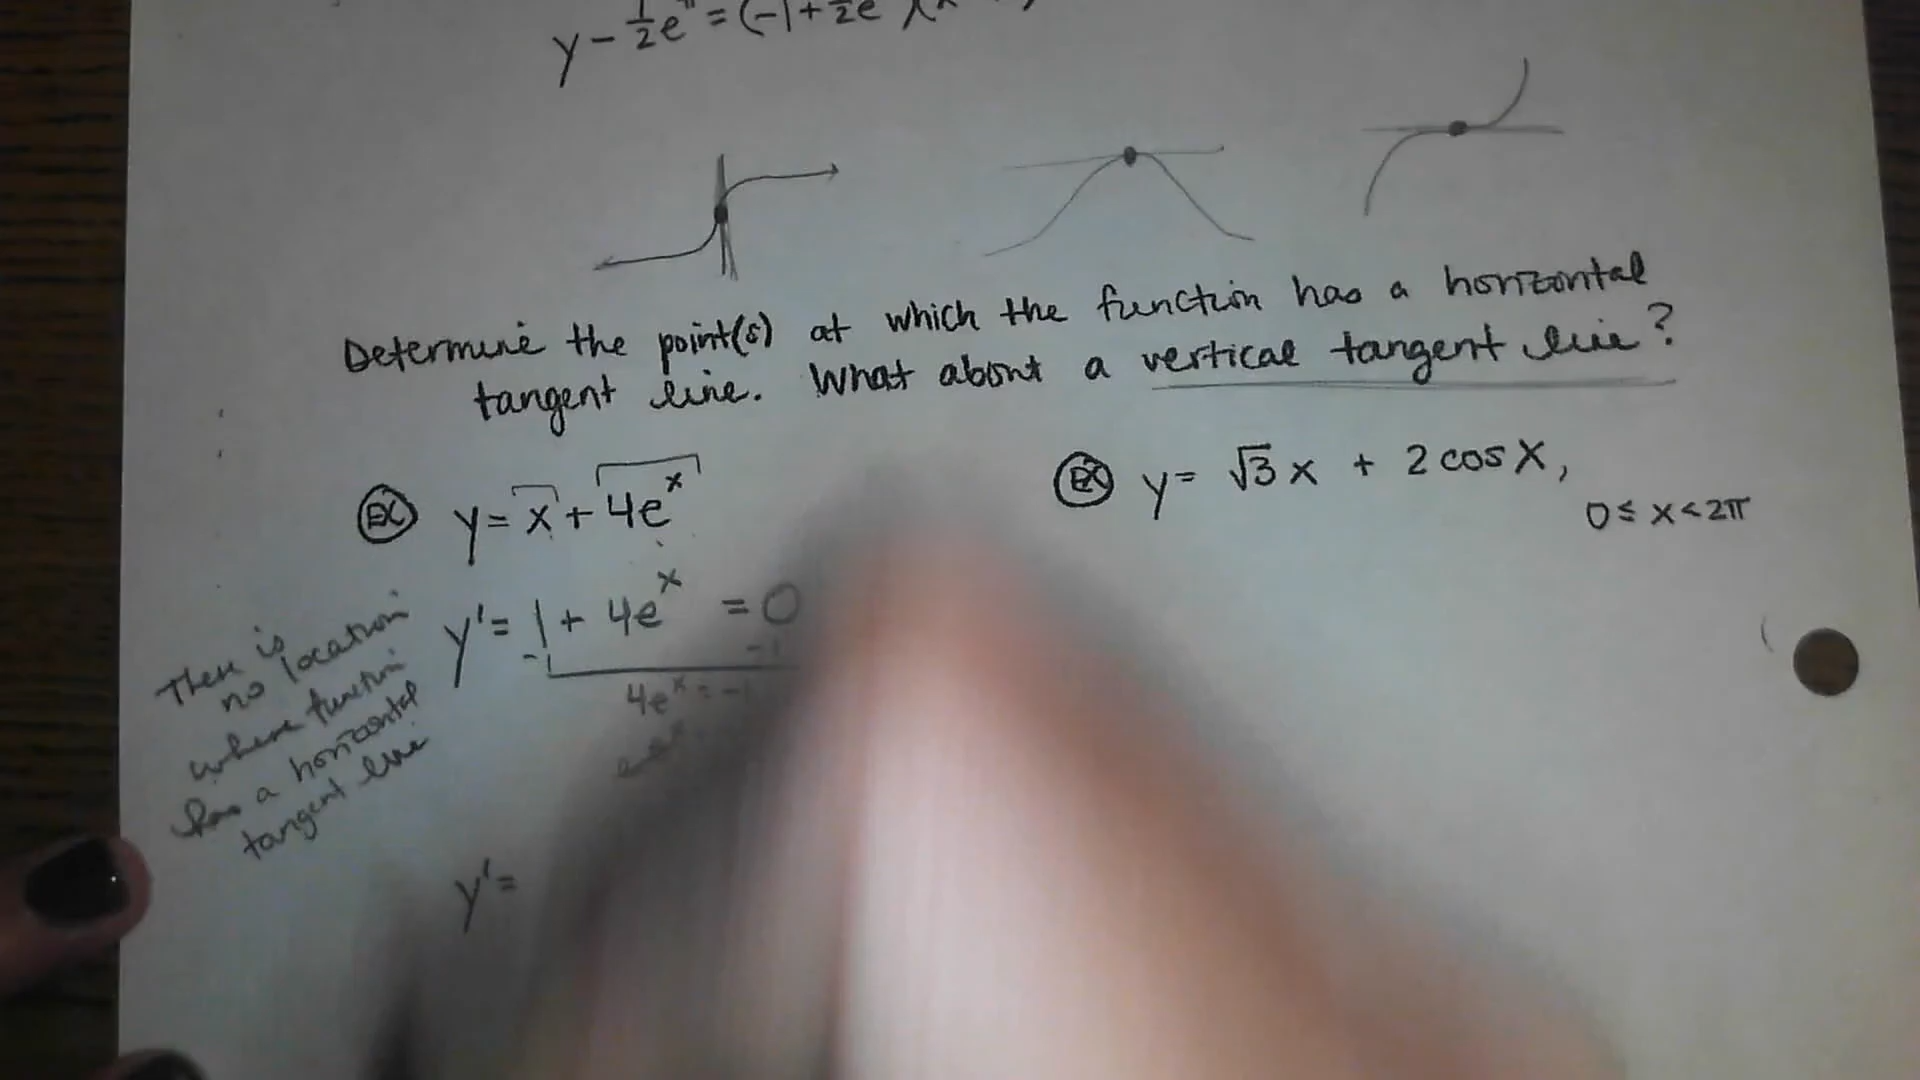 y - 1/2 e^π = (-1 + 1/2 e
Determine the point(s) at which the function has a horizontal
tangent line. What about a vertical tangent line?
EX y = x + 4e^x
y' = 1 + 4e^x = 0
-1 -1
4e^x = -1
There is
no location
where function
has a horizontal
tangent line
y' =
EX y = √3 x + 2 cos x,
0 ≤ x < 2π